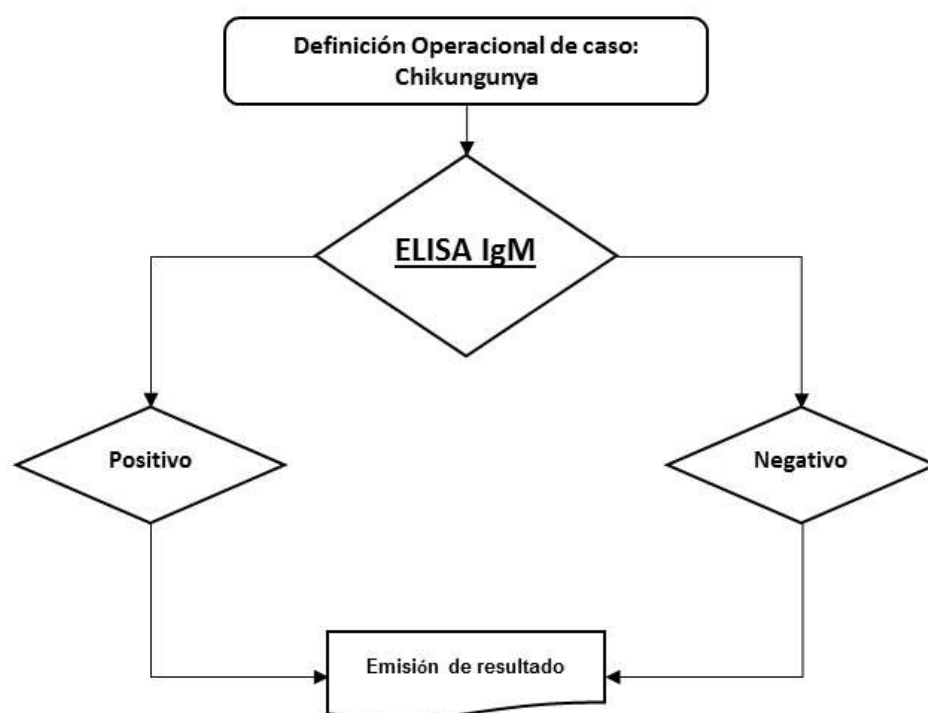 Definición Operacional de caso:
Chikungunya
ELISA IgM
Positivo
Negativo
Emisión de resultado